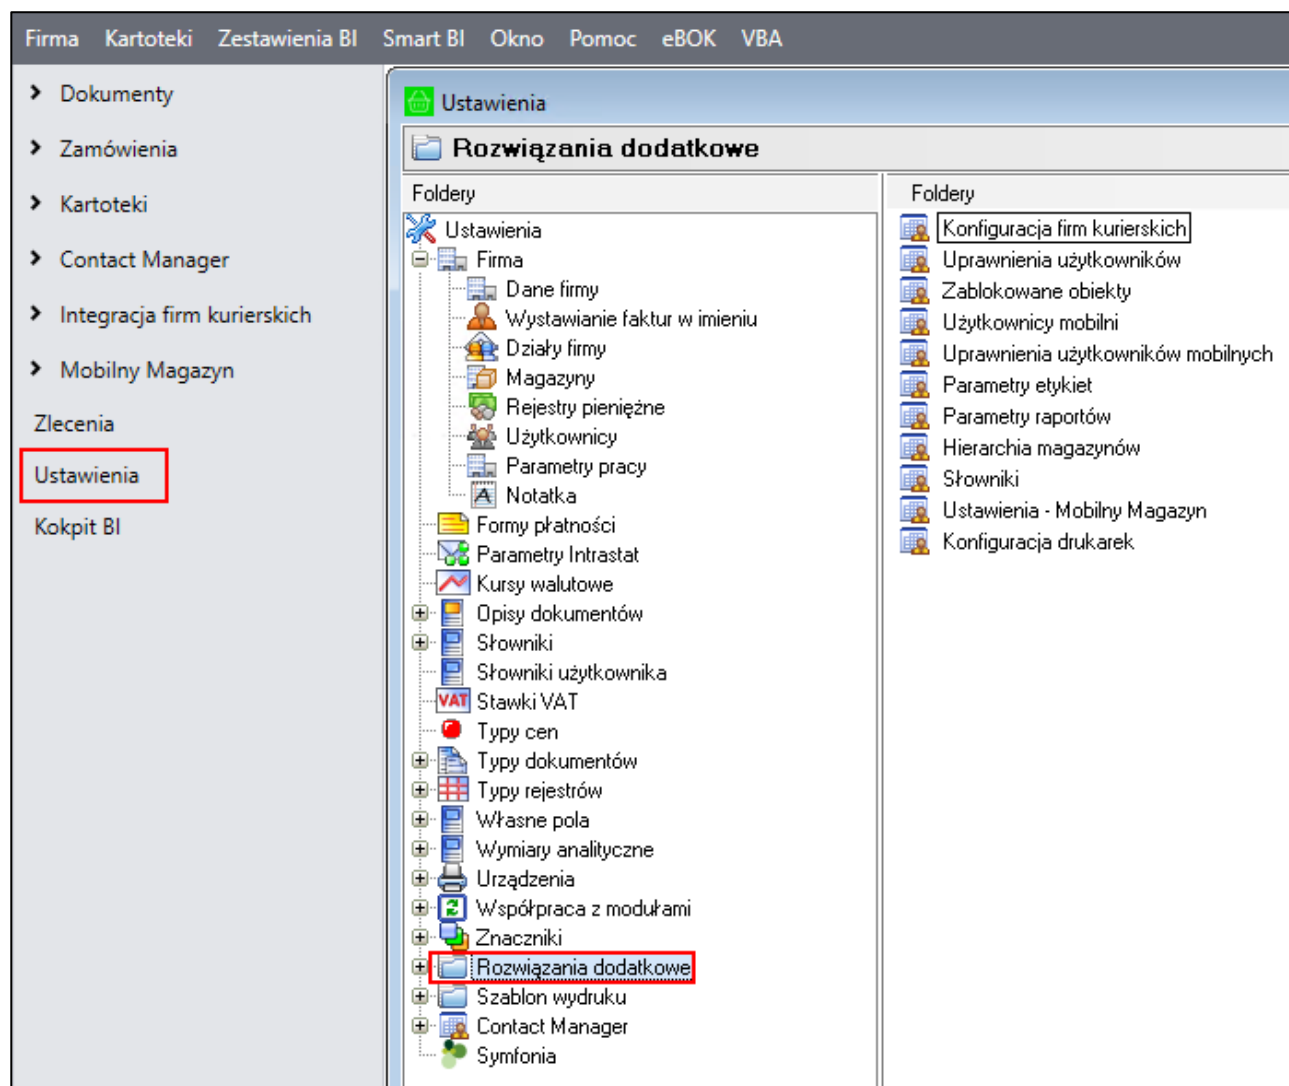 Firma Kartoteki Zestawienia BI Smart BI Okno Pomoc eBOK VBA
Dokumenty
Zamówienia
Kartoteki
Contact Manager
Integracja firm kurierskich
Mobilny Magazyn
Zlecenia
Ustawienia
Kokpit BI
Ustawienia
Rozwiązania dodatkowe
Foldery
Ustawienia
Firma
Dane firmy
Wystawianie faktur w imieniu
Działy firmy
Magazyny
Rejestry pieniężne
Użytkownicy
Parametry pracy
Notatka
Formy płatności
Parametry Intrastat
Kursy walutowe
Opisy dokumentów
Słowniki
Słowniki użytkownika
VAT Stawki VAT
Typy cen
Typy dokumentów
Typy rejestrów
Własne pola
Wymiary analityczne
Urządzenia
Współpraca z modułami
Znaczniki
Rozwiązania dodatkowe
Szablon wydruku
Contact Manager
Symfonia
Foldery
Konfiguracja firm kurierskich
Uprawnienia użytkowników
Zablokowane obiekty
Użytkownicy mobilni
Uprawnienia użytkowników mobilnych
Parametry etykiet
Parametry raportów
Hierarchia magazynów
Słowniki
Ustawienia - Mobilny Magazyn
Konfiguracja drukarek